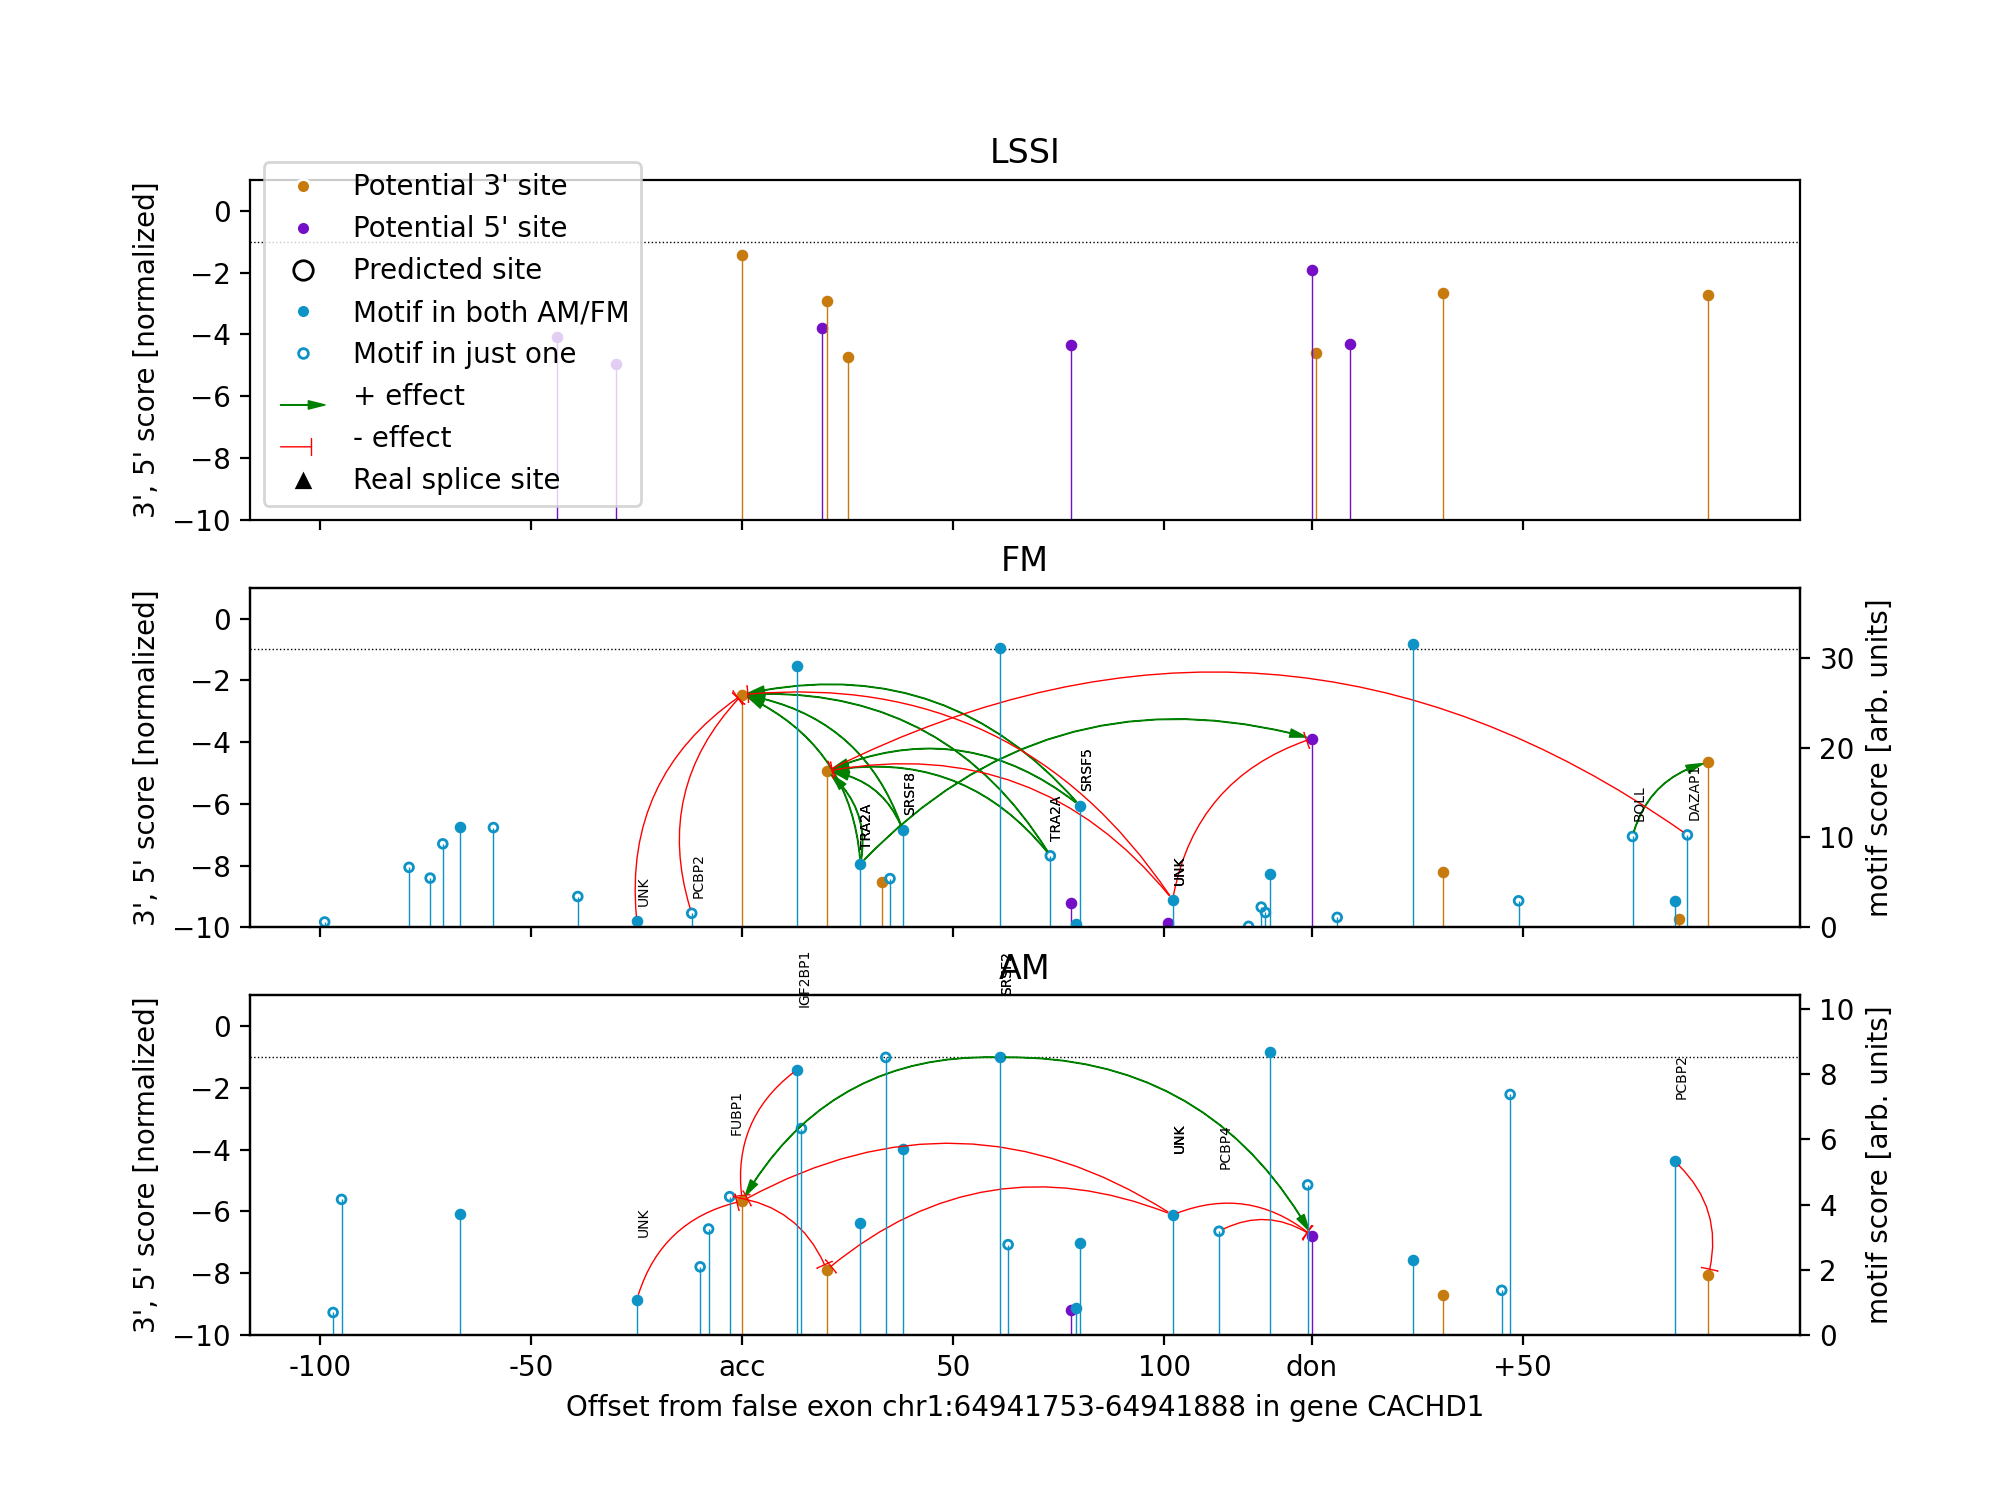 LSSI
3', 5' score [normalized]
0
−2
−4
−6
−8
−10
Potential 3' site
Potential 5' site
Predicted site
Motif in both AM/FM
Motif in just one
+ effect
- effect
Real splice site
FM
3', 5' score [normalized]
0
−2
−4
−6
−8
−10
UNK
PCBP2
TRA2A
SRSF8
TRA2A
SRSF5
UNK
BOLL
DAZAP1
30
20
10
0
motif score [arb. units]
AM
3', 5' score [normalized]
0
−2
−4
−6
−8
−10
UNK
FUBP1
IGF2BP1
SRSF2
UNK
PCBP4
PCBP2
10
8
6
4
2
0
motif score [arb. units]
-100 -50 acc 50 100 don +50
Offset from false exon chr1:64941753-64941888 in gene CACHD1